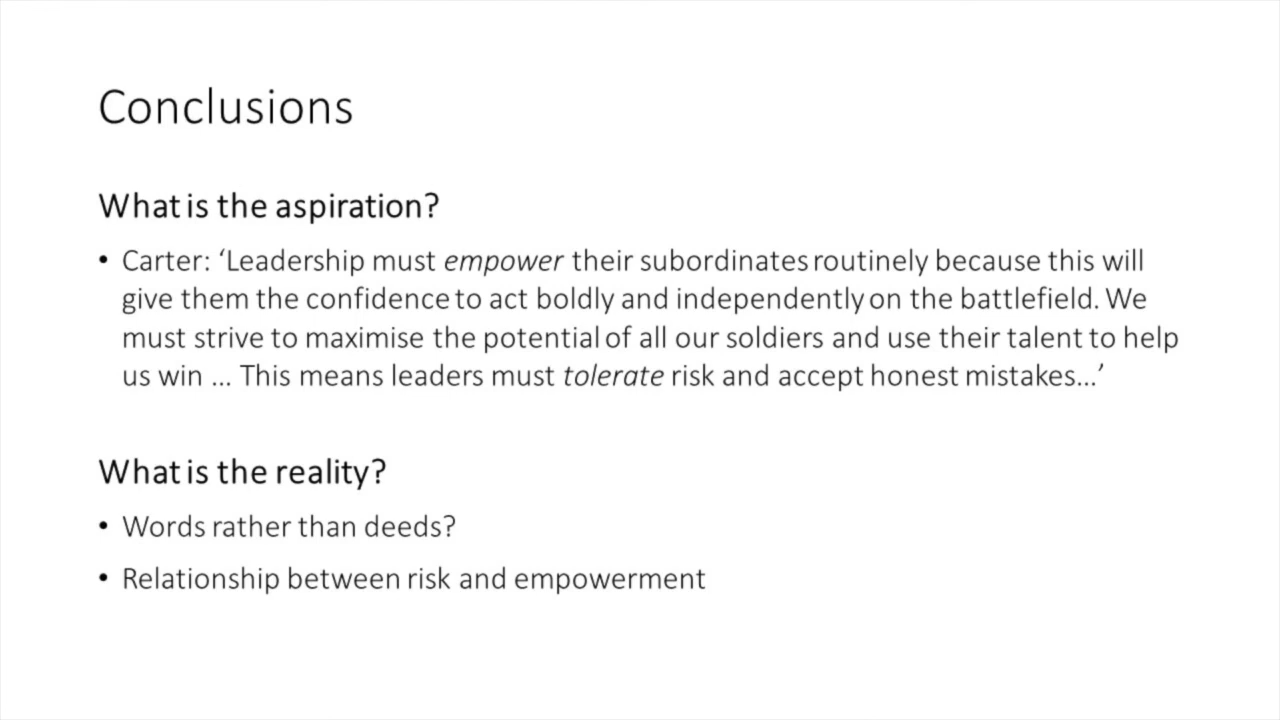 Conclusions
What is the aspiration?
• Carter: ‘Leadership must empower their subordinates routinely because this will
give them the confidence to act boldly and independently on the battlefield. We
must strive to maximise the potential of all our soldiers and use their talent to help
us win ... This means leaders must tolerate risk and accept honest mistakes...’
What is the reality?
• Words rather than deeds?
• Relationship between risk and empowerment